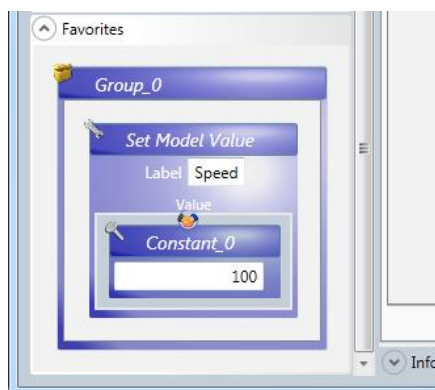 Favorites
Group_0
Set Model Value
Label Speed
Value
Constant_0
100
Info